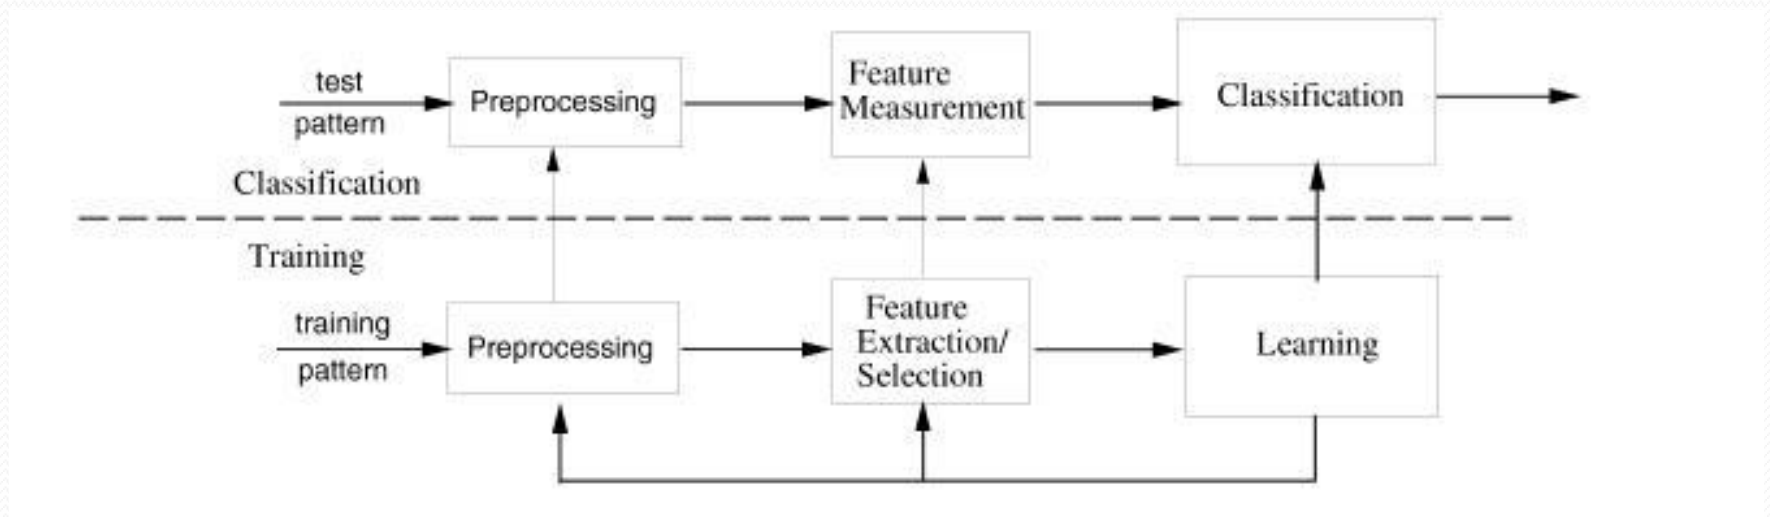 test
pattern
Preprocessing
Feature
Measurement
Classification
Classification
Training
training
pattern
Preprocessing
Feature
Extraction/
Selection
Learning